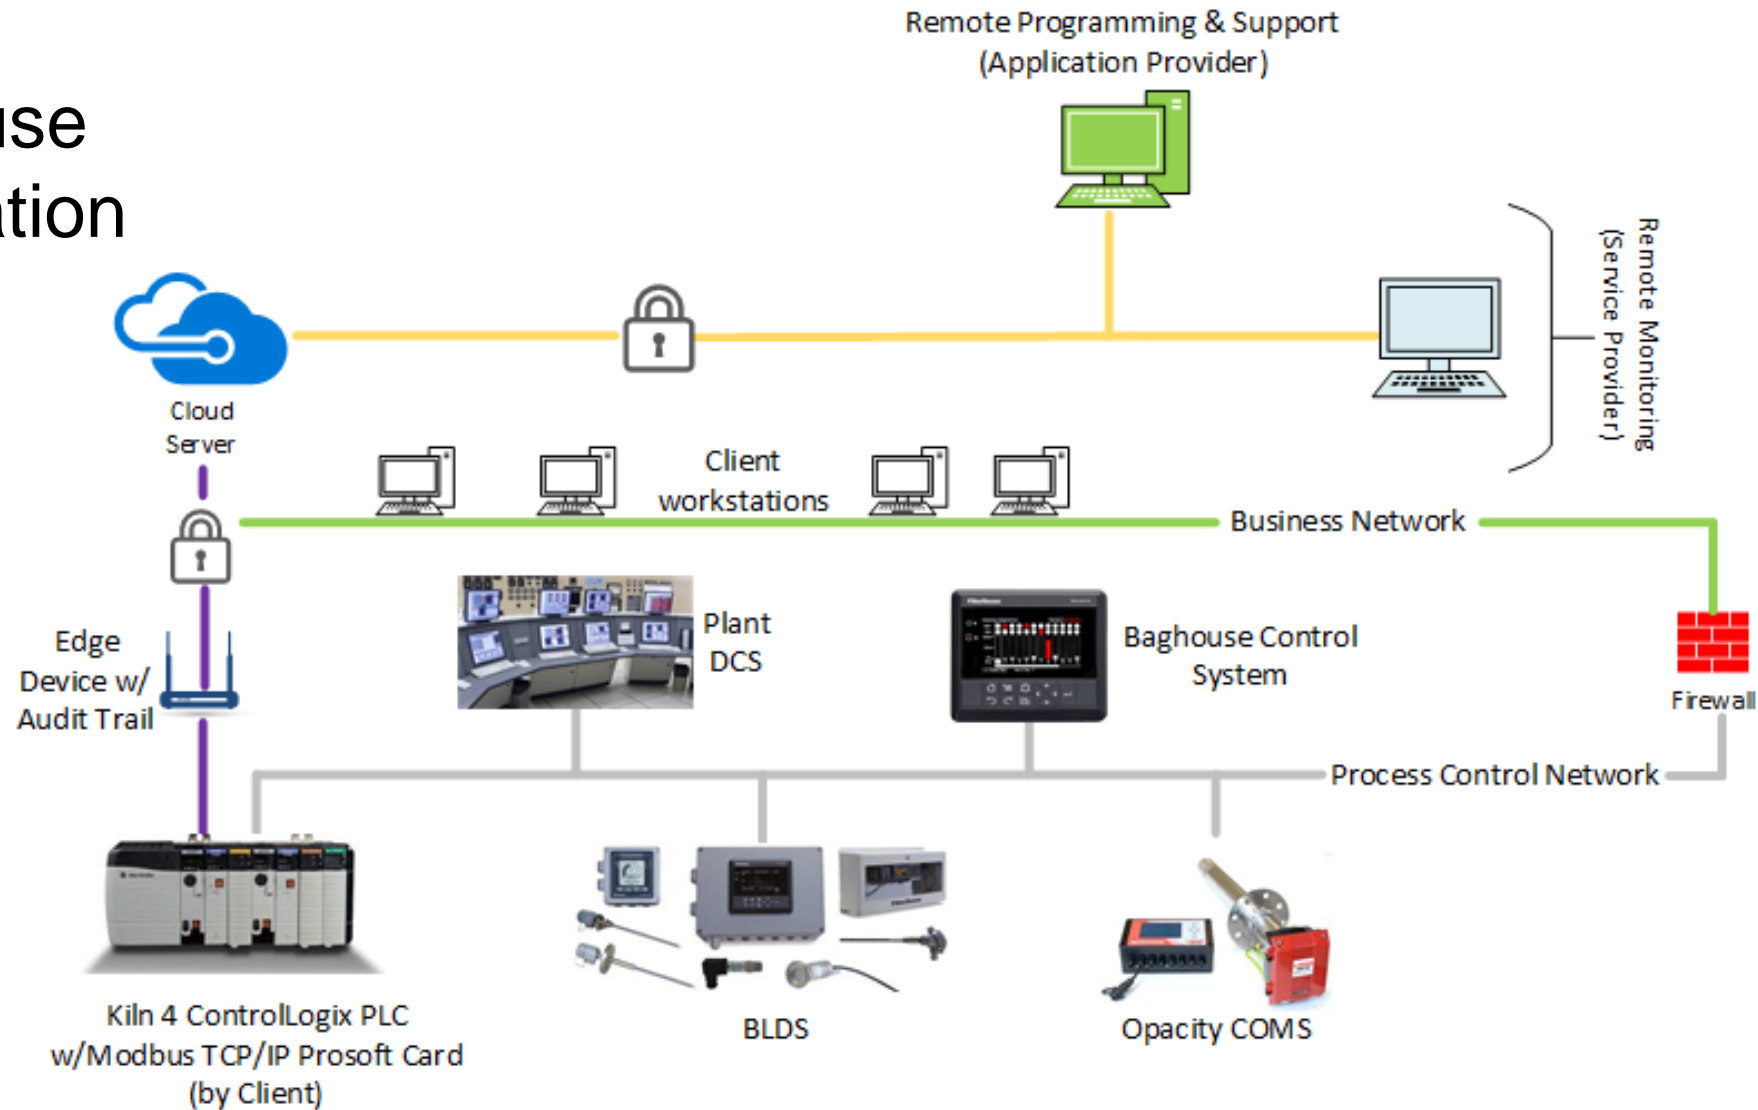 Remote Programming & Support
(Application Provider)
use
ation
Remote Monitoring
(Service Provider)
Cloud
Server
Client
workstations
Business Network
Edge
Device w/
Audit Trail
Plant
DCS
Baghouse Control
System
Firewall
Process Control Network
Kiln 4 ControlLogix PLC
w/Modbus TCP/IP Prosoft Card
(by Client)
BLDS
Opacity COMS